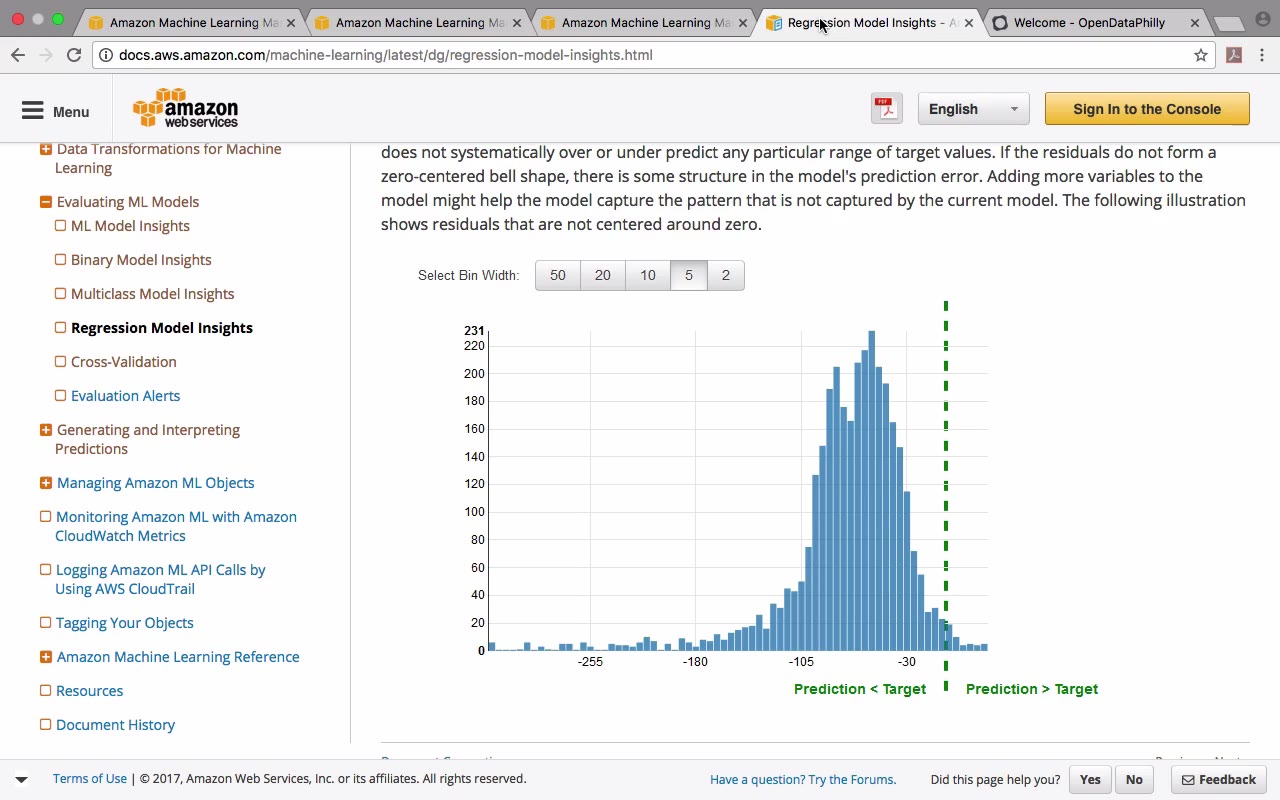 Amazon Machine Learning Ma
Amazon Machine Learning Ma
Amazon Machine Learning Ma
Regression Model Insights - A
Welcome - OpenDataPhilly
docs.aws.amazon.com/machine-learning/latest/dg/regression-model-insights.html
Menu
amazon
web services
PDF
English
Sign In to the Console
Data Transformations for Machine
Learning
Evaluating ML Models
ML Model Insights
Binary Model Insights
Multiclass Model Insights
Regression Model Insights
Cross-Validation
Evaluation Alerts
Generating and Interpreting
Predictions
Managing Amazon ML Objects
Monitoring Amazon ML with Amazon
CloudWatch Metrics
Logging Amazon ML API Calls by
Using AWS CloudTrail
Tagging Your Objects
Amazon Machine Learning Reference
Resources
Document History
does not systematically over or under predict any particular range of target values. If the residuals do not form a
zero-centered bell shape, there is some structure in the model's prediction error. Adding more variables to the
model might help the model capture the pattern that is not captured by the current model. The following illustration
shows residuals that are not centered around zero.
Select Bin Width: 50 20 10 5 2
231
220
200
180
160
140
120
100
80
60
40
20
0
-255 -180 -105 -30
Prediction < Target Prediction > Target
Terms of Use | © 2017, Amazon Web Services, Inc. or its affiliates. All rights reserved.
Have a question? Try the Forums.
Did this page help you? Yes No Feedback